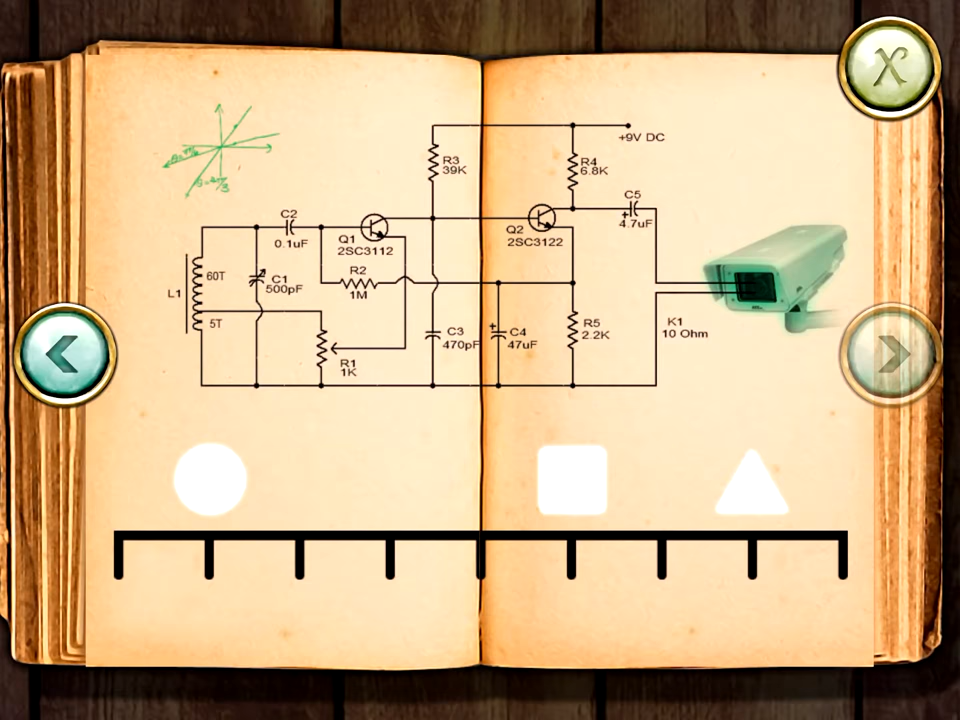 X
+9V DC
R3
39K
R4
6.8K
C5
4.7uF
C2
0.1uF
Q1
2SC3112
Q2
2SC3122
R2
1M
C1
500pF
60T
L1
5T
R1
1K
C3
470pF
C4
47uF
R5
2.2K
K1
10 Ohm